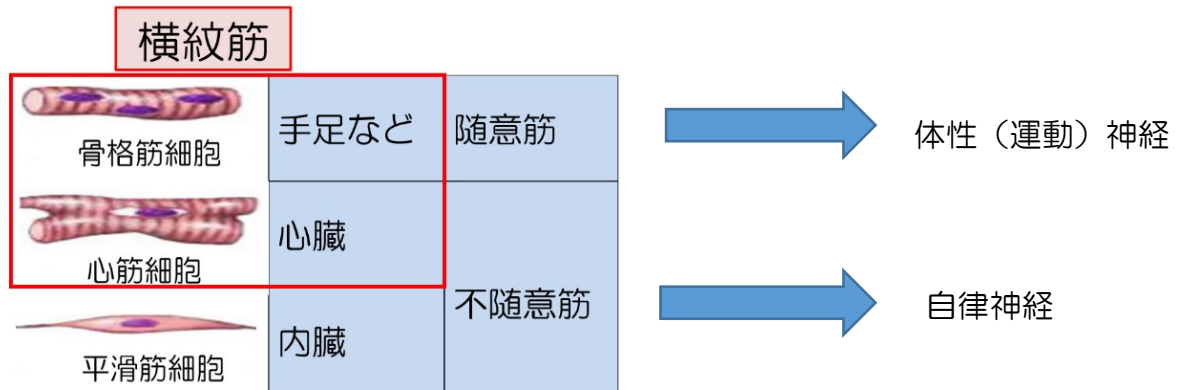 横紋筋
骨格筋細胞
手足など
随意筋
体性（運動）神経
心筋細胞
心臓
不随意筋
自律神経
平滑筋細胞
内臓